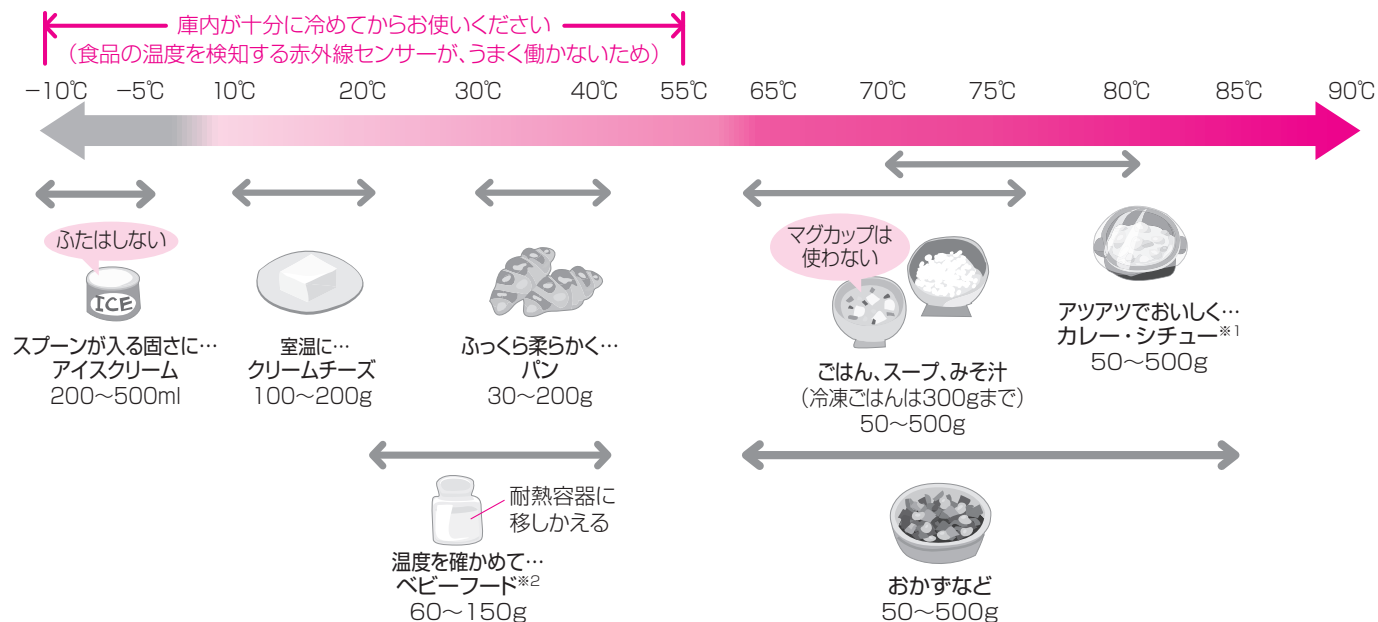 庫内が十分に冷めてからお使いください
（食品の温度を検知する赤外線センサーが、うまく働かないため）
−10℃ −5℃ 10℃ 20℃ 30℃ 40℃ 55℃ 65℃ 70℃ 75℃ 80℃ 85℃ 90℃
ふたはしない
ICE
スプーンが入る固さに…
アイスクリーム
200〜500ml
室温に…
クリームチーズ
100〜200g
ふっくら柔らかく…
パン
30〜200g
マグカップは
使わない
ごはん、スープ、みそ汁
（冷凍ごはんは300gまで）
50〜500g
アツアツでおいしく…
カレー・シチュー※1
50〜500g
耐熱容器に
移しかえる
温度を確かめて…
ベビーフード※2
60〜150g
おかずなど
50〜500g